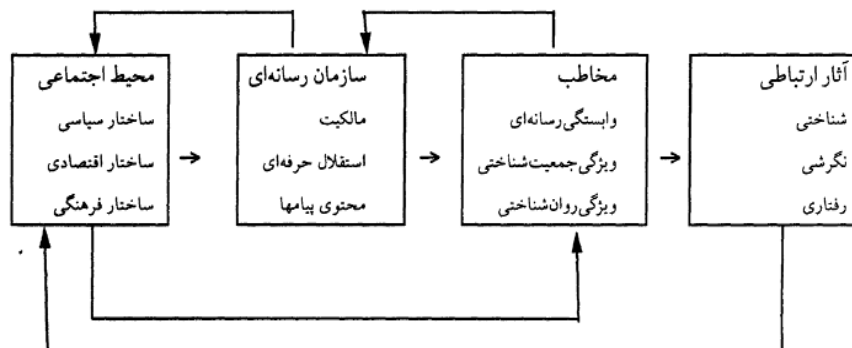 محیط اجتماعی
ساختار سیاسی
ساختار اقتصادی
ساختار فرهنگی
سازمان رسانه‌ای
مالکیت
استقلال حرفه‌ای
محتوی پیامها
مخاطب
وابستگی رسانه‌ای
ویژگی جمعیت‌شناختی
ویژگی روان‌شناختی
آثار ارتباطی
شناختی
نگرشی
رفتاری